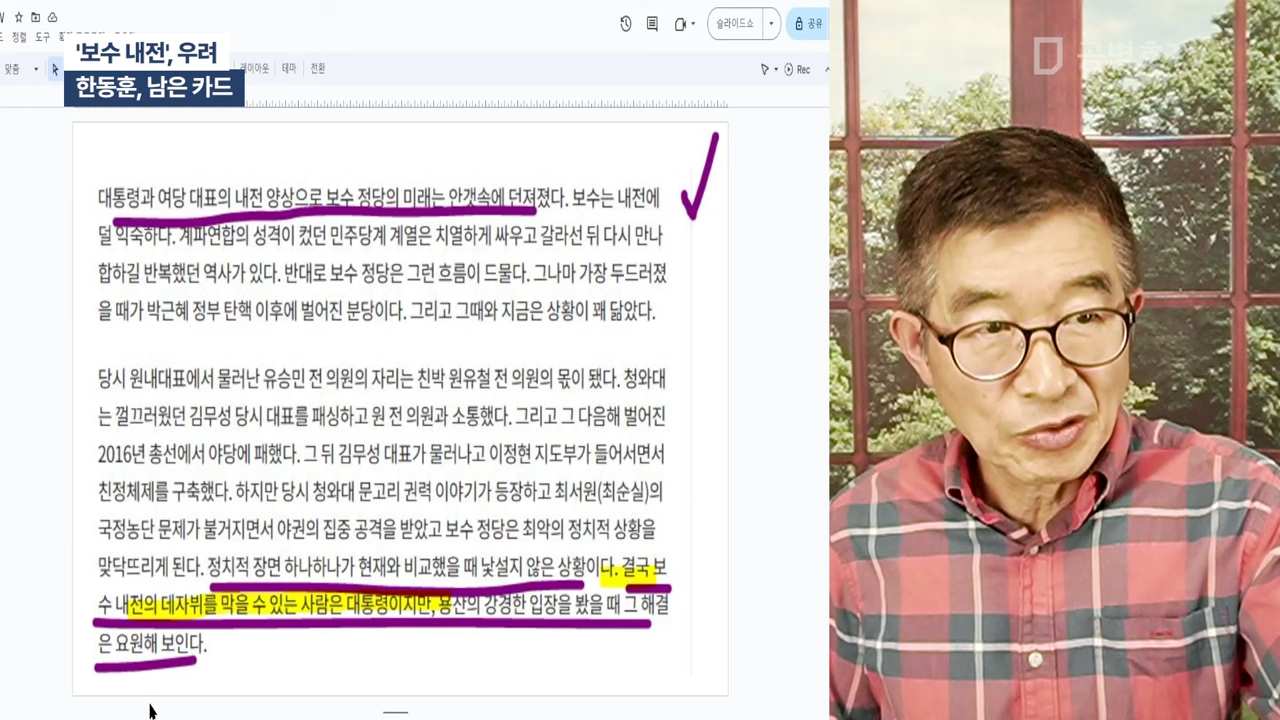 정렬 도구
슬라이드쇼
공유
'보수 내전', 우려
한동훈, 남은 카드
맞춤
레이아웃
테마
전환
Rec
대통령과 여당 대표의 내전 양상으로 보수 정당의 미래는 안갯속에 던져졌다. 보수는 내전에
덜 익숙하다. 계파연합의 성격이 컸던 민주당계 계열은 치열하게 싸우고 갈라선 뒤 다시 만나
합하길 반복했던 역사가 있다. 반대로 보수 정당은 그런 흐름이 드물다. 그나마 가장 두드러졌
을 때가 박근혜 정부 탄핵 이후에 벌어진 분당이다. 그리고 그때와 지금은 상황이 꽤 닮았다.
당시 원내대표에서 물러난 유승민 전 의원의 자리는 친박 원유철 전 의원의 몫이 됐다. 청와대
는 껄끄러웠던 김무성 당시 대표를 패싱하고 원 전 의원과 소통했다. 그리고 그 다음해 벌어진
2016년 총선에서 야당에 패했다. 그 뒤 김무성 대표가 물러나고 이정현 지도부가 들어서면서
친정체제를 구축했다. 하지만 당시 청와대 문고리 권력 이야기가 등장하고 최서원(최순실)의
국정농단 문제가 불거지면서 야권의 집중 공격을 받았고 보수 정당은 최악의 정치적 상황을
맞닥뜨리게 된다. 정치적 장면 하나하나가 현재와 비교했을 때 낯설지 않은 상황이다. 결국 보
수 내전의 데자뷔를 막을 수 있는 사람은 대통령이지만, 용산의 강경한 입장을 봤을 때 그 해결
은 요원해 보인다.